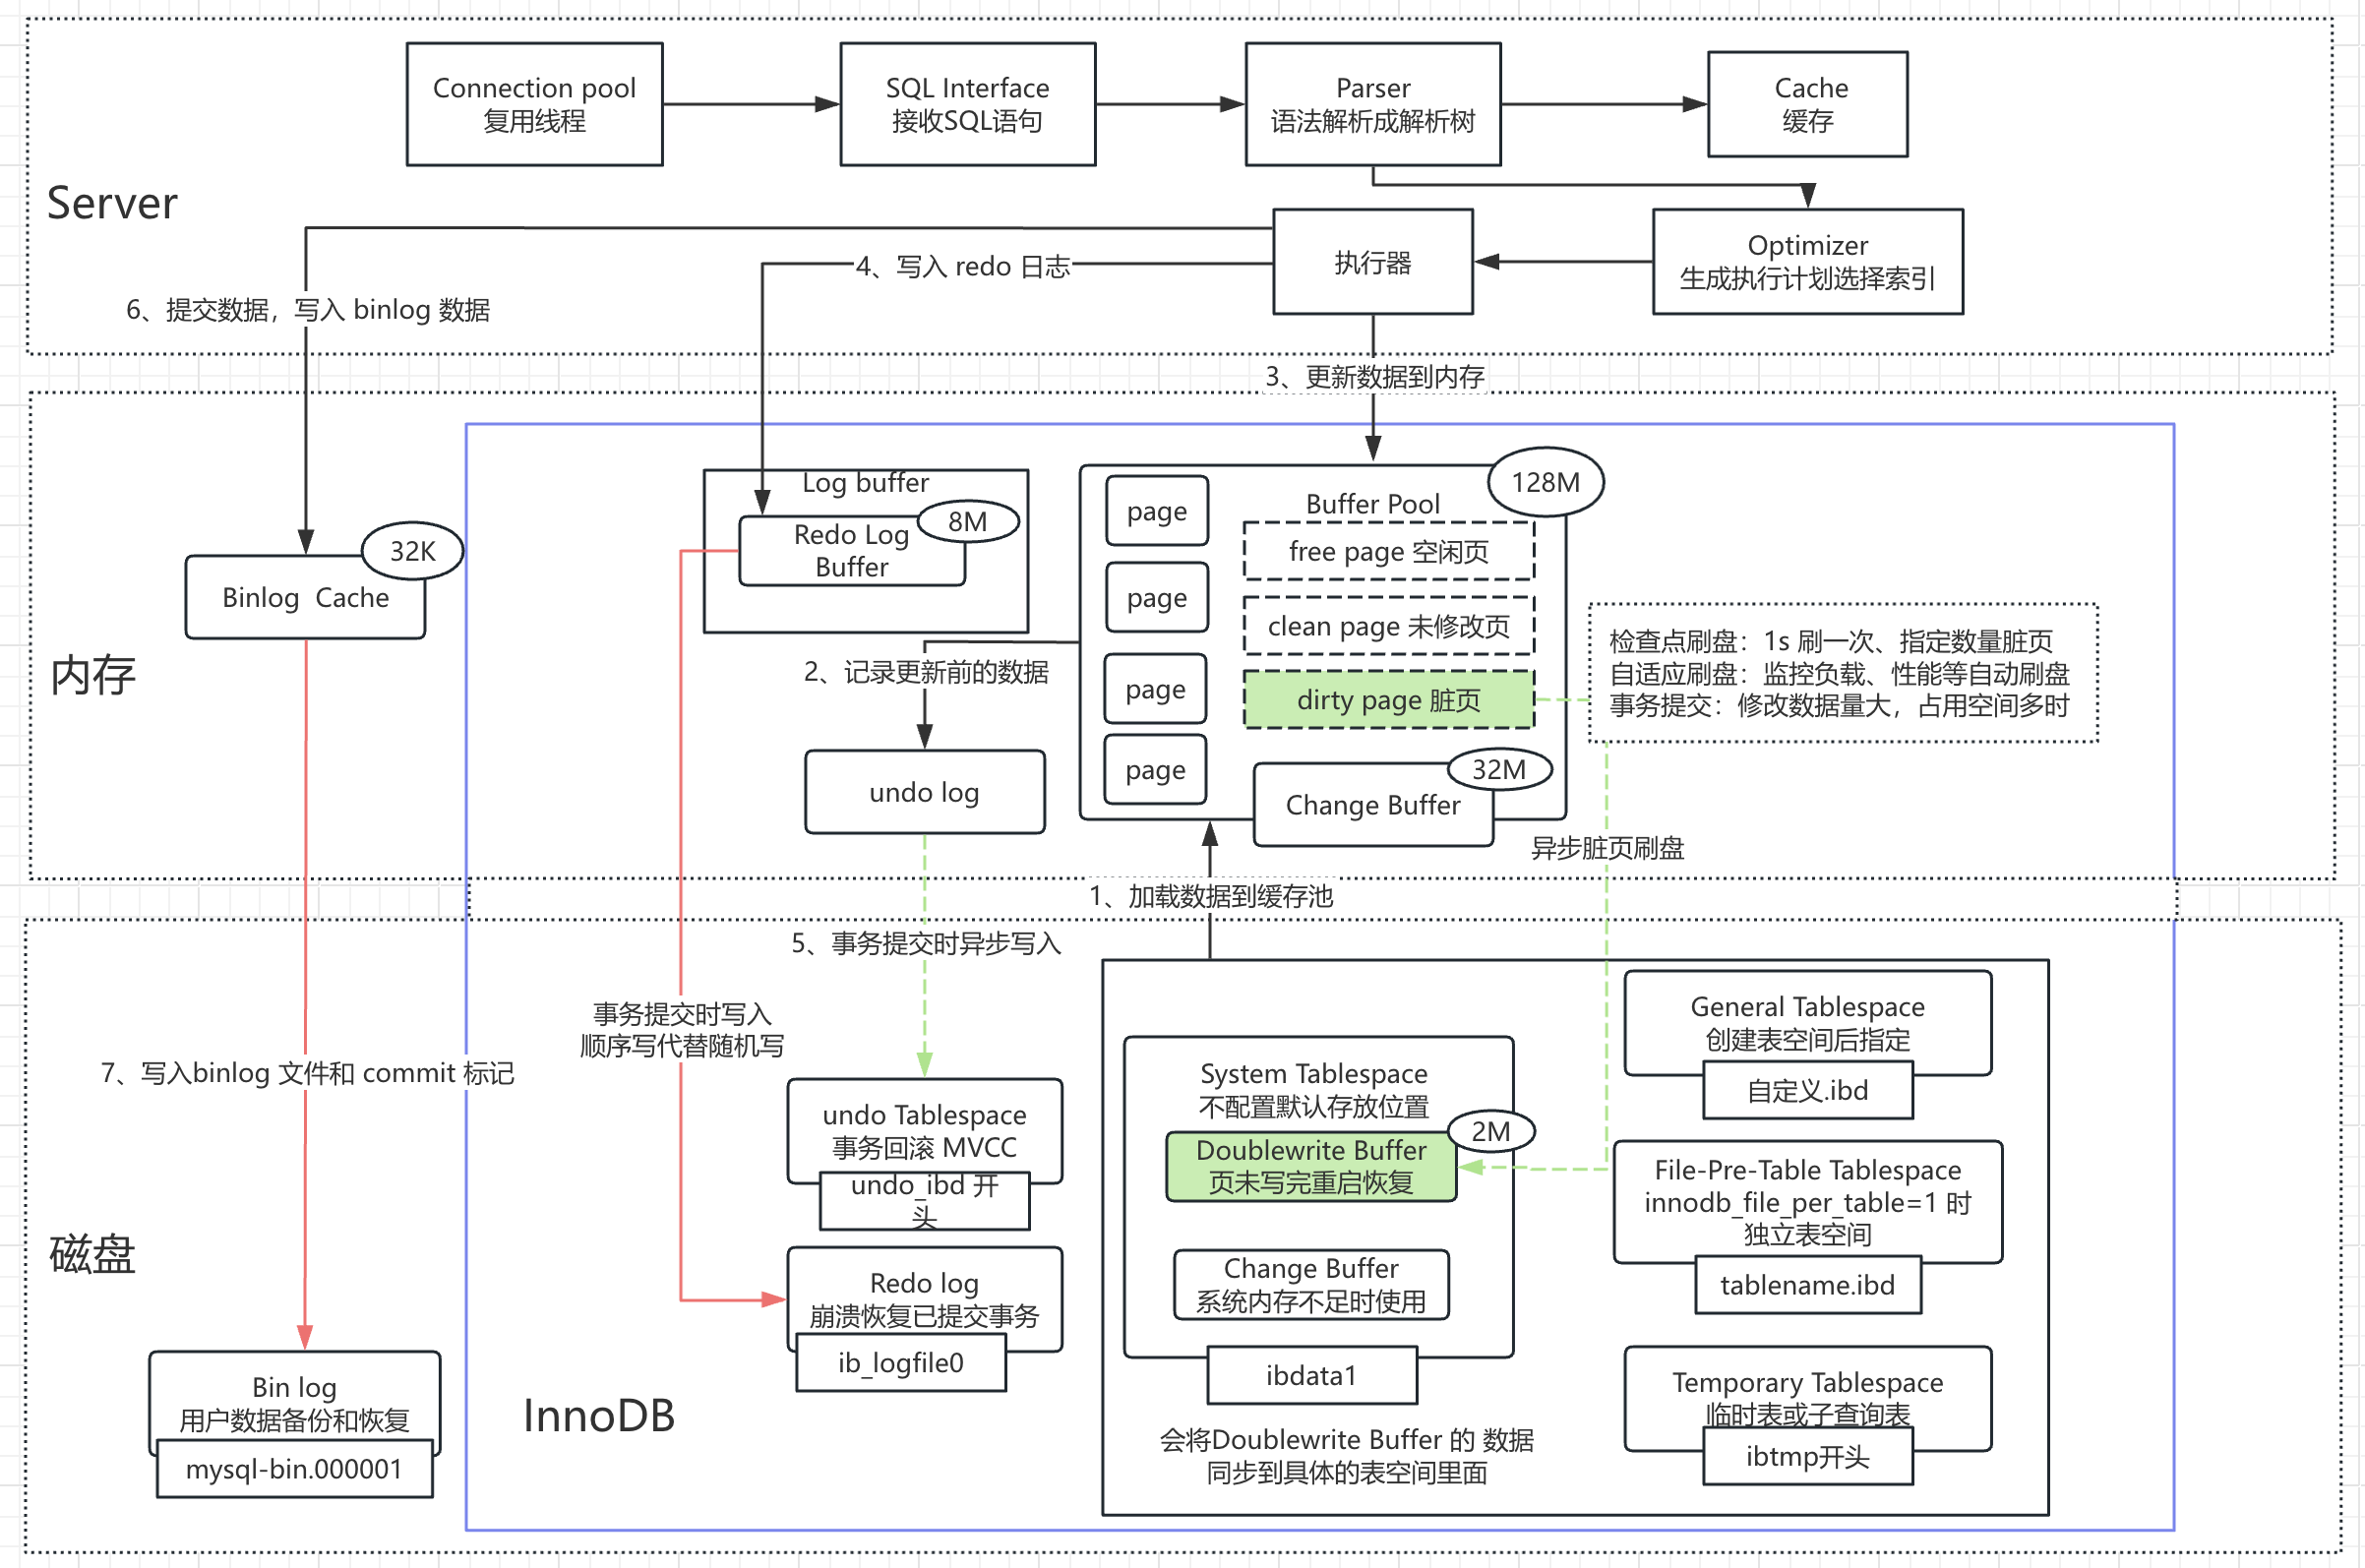 Connection pool
复用线程
SQL Interface
接收SQL语句
Parser
语法解析成解析树
Cache
缓存
Server
执行器
Optimizer
生成执行计划选择索引
4、写入 redo 日志
6、提交数据，写入 binlog 数据
3、更新数据到内存
内存
32K
Binlog  Cache
Log buffer
8M
Redo Log
Buffer
2、记录更新前的数据
undo log
128M
Buffer Pool
page
page
page
page
free page 空闲页
clean page 未修改页
dirty page 脏页
32M
Change Buffer
检查点刷盘：1s 刷一次、指定数量脏页
自适应刷盘：监控负载、性能等自动刷盘
事务提交：修改数据量大，占用空间多时
异步脏页刷盘
1、加载数据到缓存池
5、事务提交时异步写入
事务提交时写入
顺序写代替随机写
7、写入binlog 文件和 commit 标记
磁盘
Bin log
用户数据备份和恢复
mysql-bin.000001
InnoDB
undo Tablespace
事务回滚 MVCC
undo_ibd 开
头
Redo log
崩溃恢复已提交事务
ib_logfile0
System Tablespace
不配置默认存放位置
2M
Doublewrite Buffer
页未写完重启恢复
Change Buffer
系统内存不足时使用
ibdata1
会将Doublewrite Buffer 的 数据
同步到具体的表空间里面
General Tablespace
创建表空间后指定
自定义.ibd
File-Pre-Table Tablespace
innodb_file_per_table=1 时
独立表空间
tablename.ibd
Temporary Tablespace
临时表或子查询表
ibtmp开头